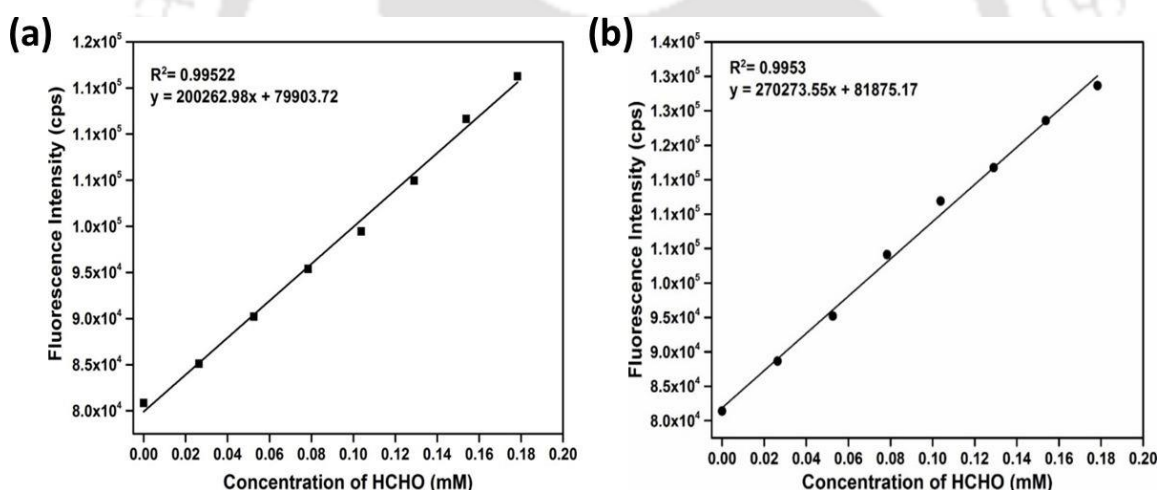 (a)
R²= 0.99522
y = 200262.98x + 79903.72
1.2x10⁵
1.1x10⁵
1.1x10⁵
1.1x10⁵
1.0x10⁵
9.5x10⁴
9.0x10⁴
8.5x10⁴
8.0x10⁴
Fluorescence Intensity (cps)
0.00 0.02 0.04 0.06 0.08 0.10 0.12 0.14 0.16 0.18 0.20
Concentration of HCHO (mM)
(b)
R²= 0.9953
y = 270273.55x + 81875.17
1.4x10⁵
1.3x10⁵
1.3x10⁵
1.2x10⁵
1.1x10⁵
1.1x10⁵
1.1x10⁵
1.0x10⁵
9.5x10⁴
9.0x10⁴
8.5x10⁴
8.0x10⁴
Fluorescence Intensity (cps)
0.00 0.02 0.04 0.06 0.08 0.10 0.12 0.14 0.16 0.18 0.20
Concentration of HCHO (mM)